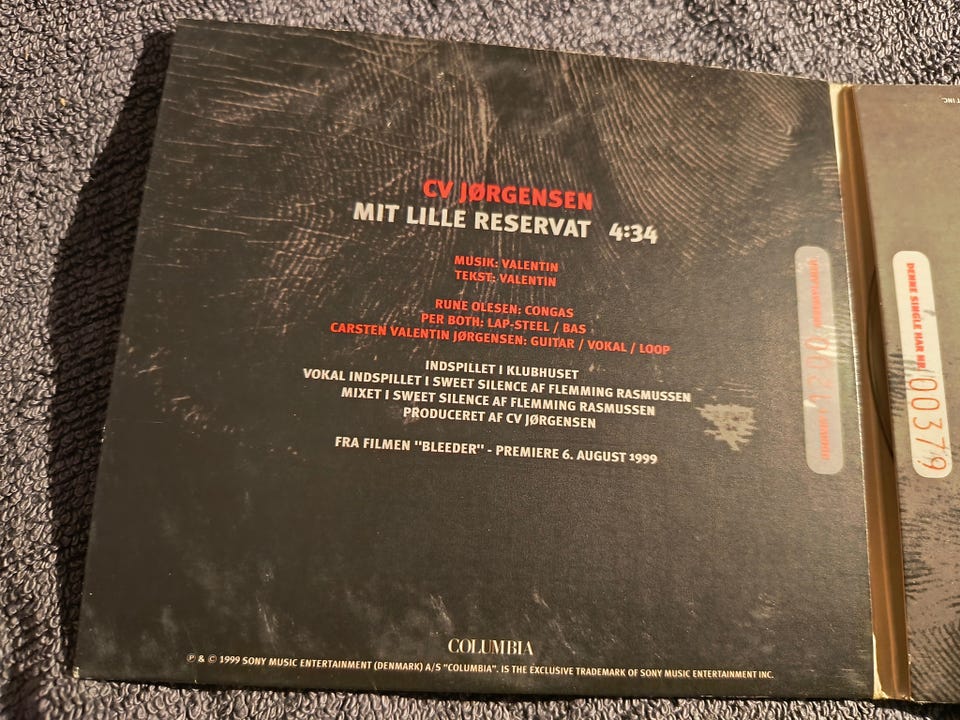 CV JØRGENSEN
MIT LILLE RESERVAT 4:34
MUSIK: VALENTIN
TEKST: VALENTIN
RUNE OLESEN: CONGAS
PER BOTH: LAP-STEEL / BAS
CARSTEN VALENTIN JØRGENSEN: GUITAR / VOKAL / LOOP
INDSPILLET I KLUBHUSET
VOKAL INDSPILLET I SWEET SILENCE AF FLEMMING RASMUSSEN
MIXET I SWEET SILENCE AF FLEMMING RASMUSSEN
PRODUCERET AF CV JØRGENSEN
FRA FILMEN "BLEEDER" - PREMIERE 6. AUGUST 1999
COLUMBIA
℗ & © 1999 SONY MUSIC ENTERTAINMENT (DENMARK) A/S "COLUMBIA". IS THE EXCLUSIVE TRADEMARK OF SONY MUSIC ENTERTAINMENT INC.
DENNE SINGLE HAR NR.
000379
T INC.